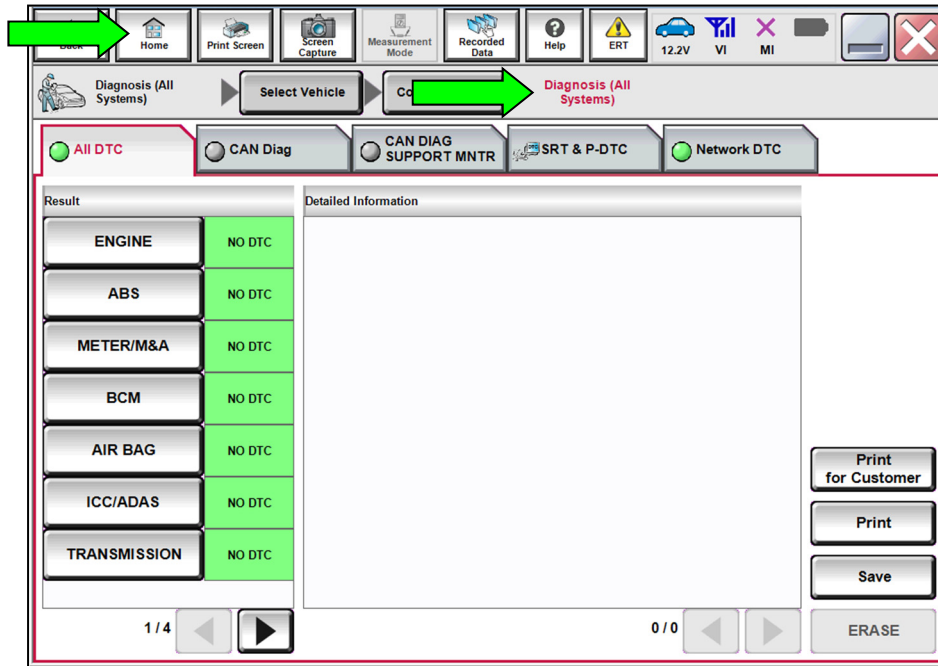 Back
Home
Print Screen
Screen
Capture
Measurement
Mode
Recorded
Data
Help
ERT
12.2V
VI
MI
Diagnosis (All
Systems)
Select Vehicle
Co
Diagnosis (All
Systems)
All DTC
CAN Diag
CAN DIAG
SUPPORT MNTR
SRT & P-DTC
Network DTC
Result
Detailed Information
ENGINE
NO DTC
ABS
NO DTC
METER/M&A
NO DTC
BCM
NO DTC
AIR BAG
NO DTC
ICC/ADAS
NO DTC
TRANSMISSION
NO DTC
Print
for Customer
Print
Save
1/4
0/0
ERASE